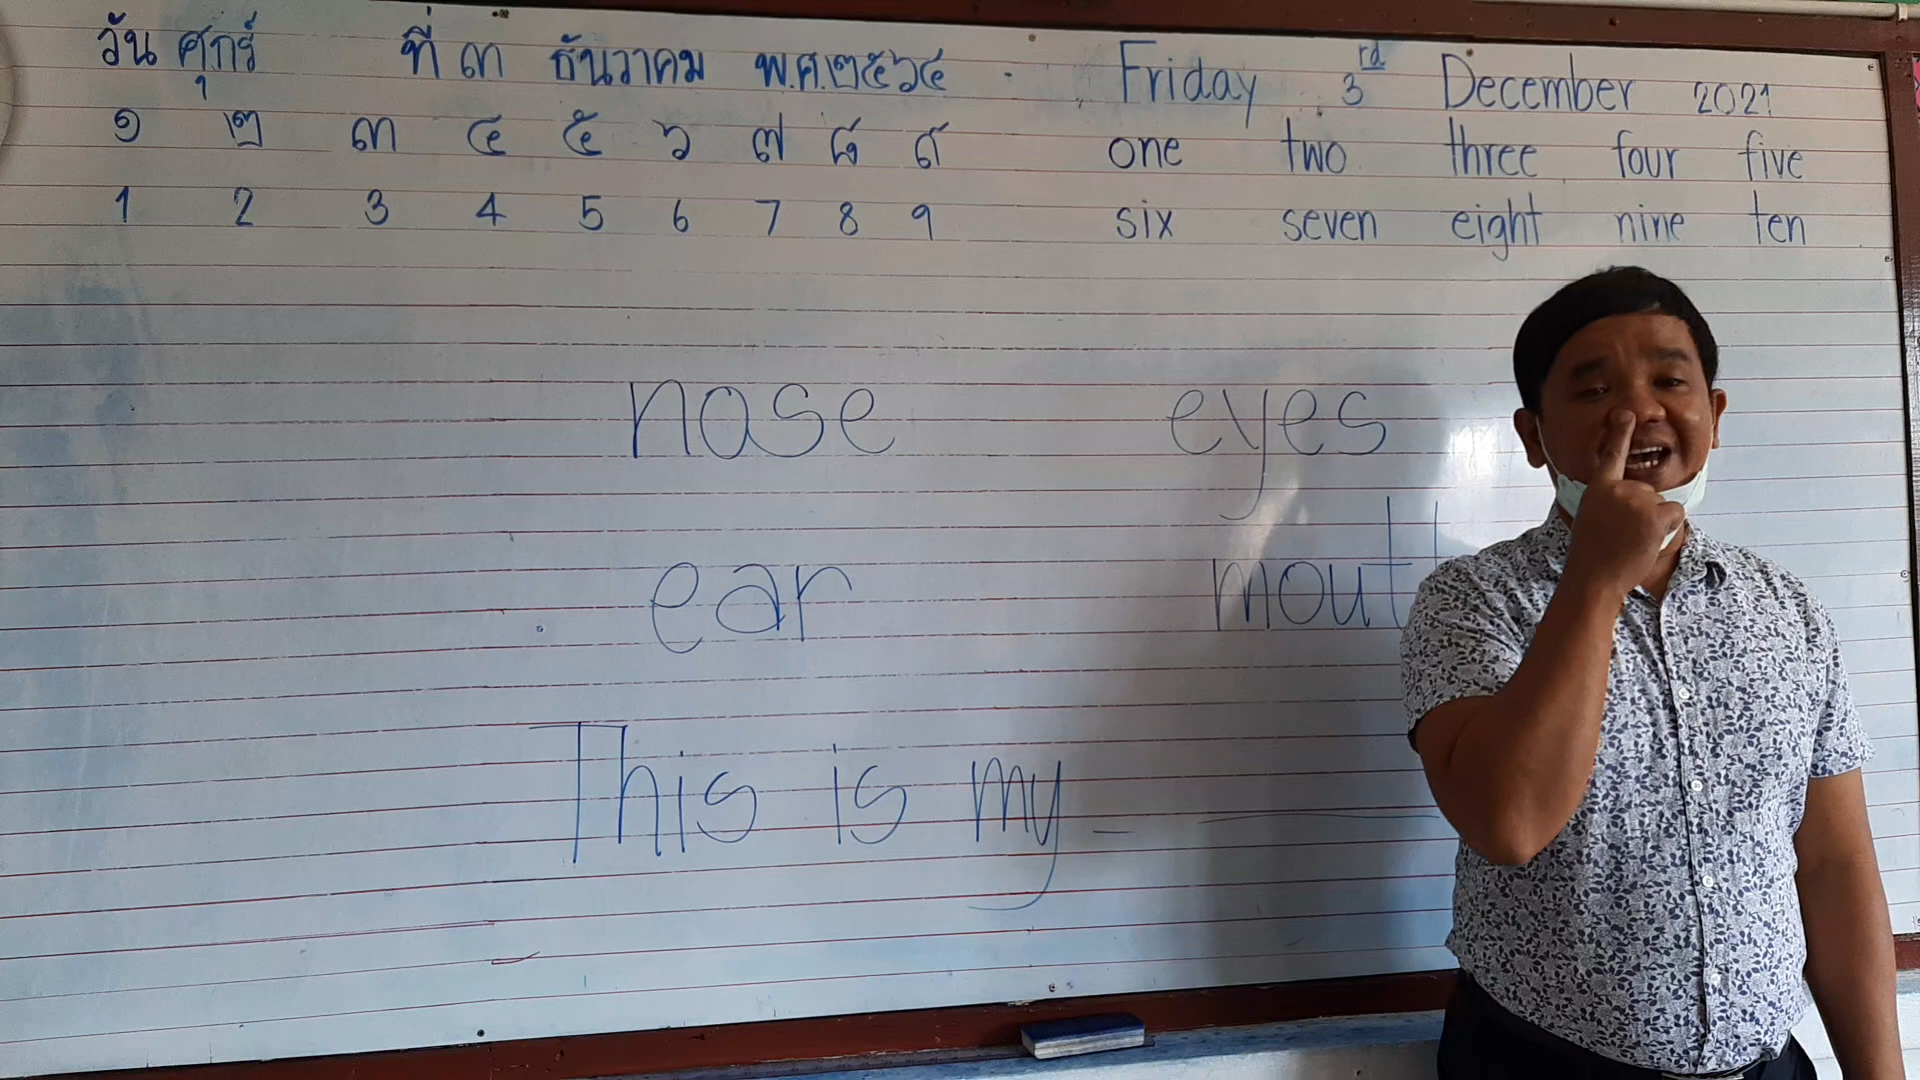 วัน ศุกร์ ที่ ๓ ธันวาคม พ.ศ.๒๕๖๔ Friday 3rd December 2021
๑ ๒ ๓ ๔ ๕ ๖ ๗ ๘ ๙ one two three four five
1 2 3 4 5 6 7 8 9 six seven eight nine ten
nose eyes
ear
This is my